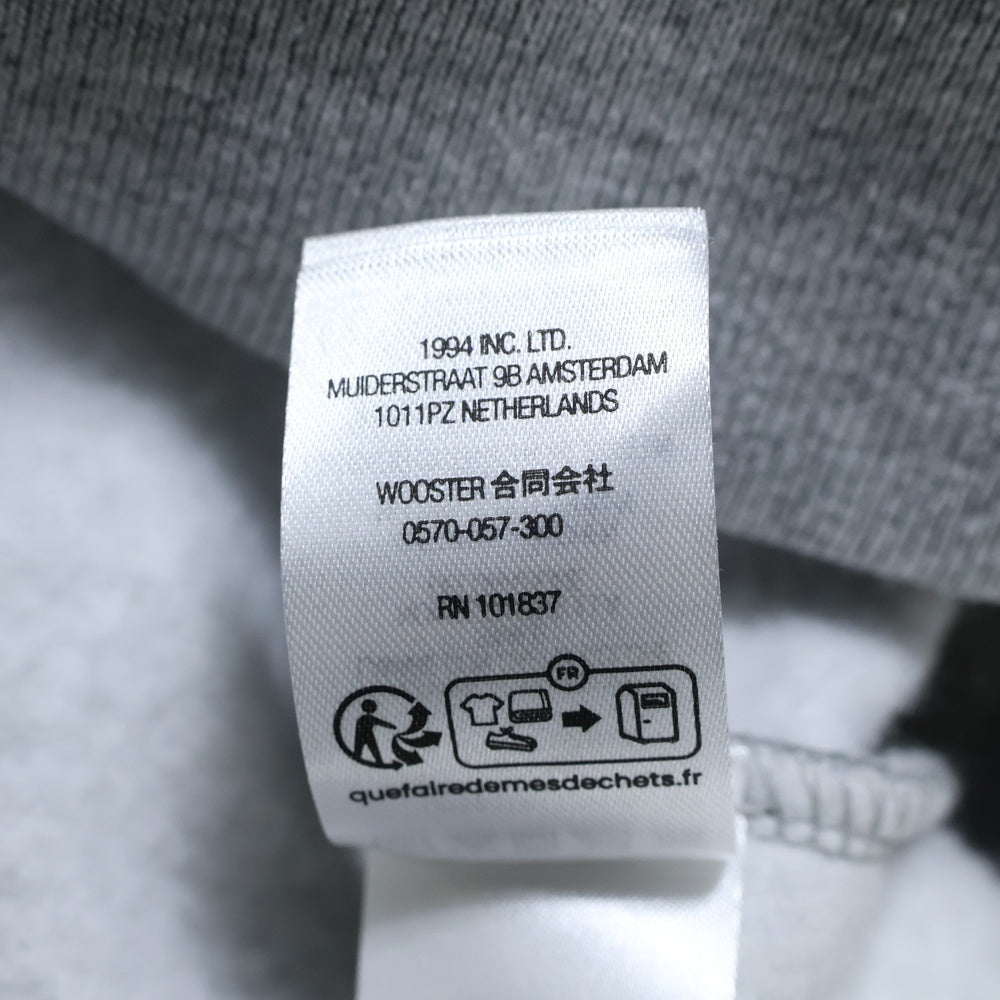 1994 INC. LTD.
MUIDERSTRAAT 9B AMSTERDAM
1011PZ NETHERLANDS
WOOSTER 合同会社
0570-057-300
RN 101837
FR
quefairedemesdechets.fr